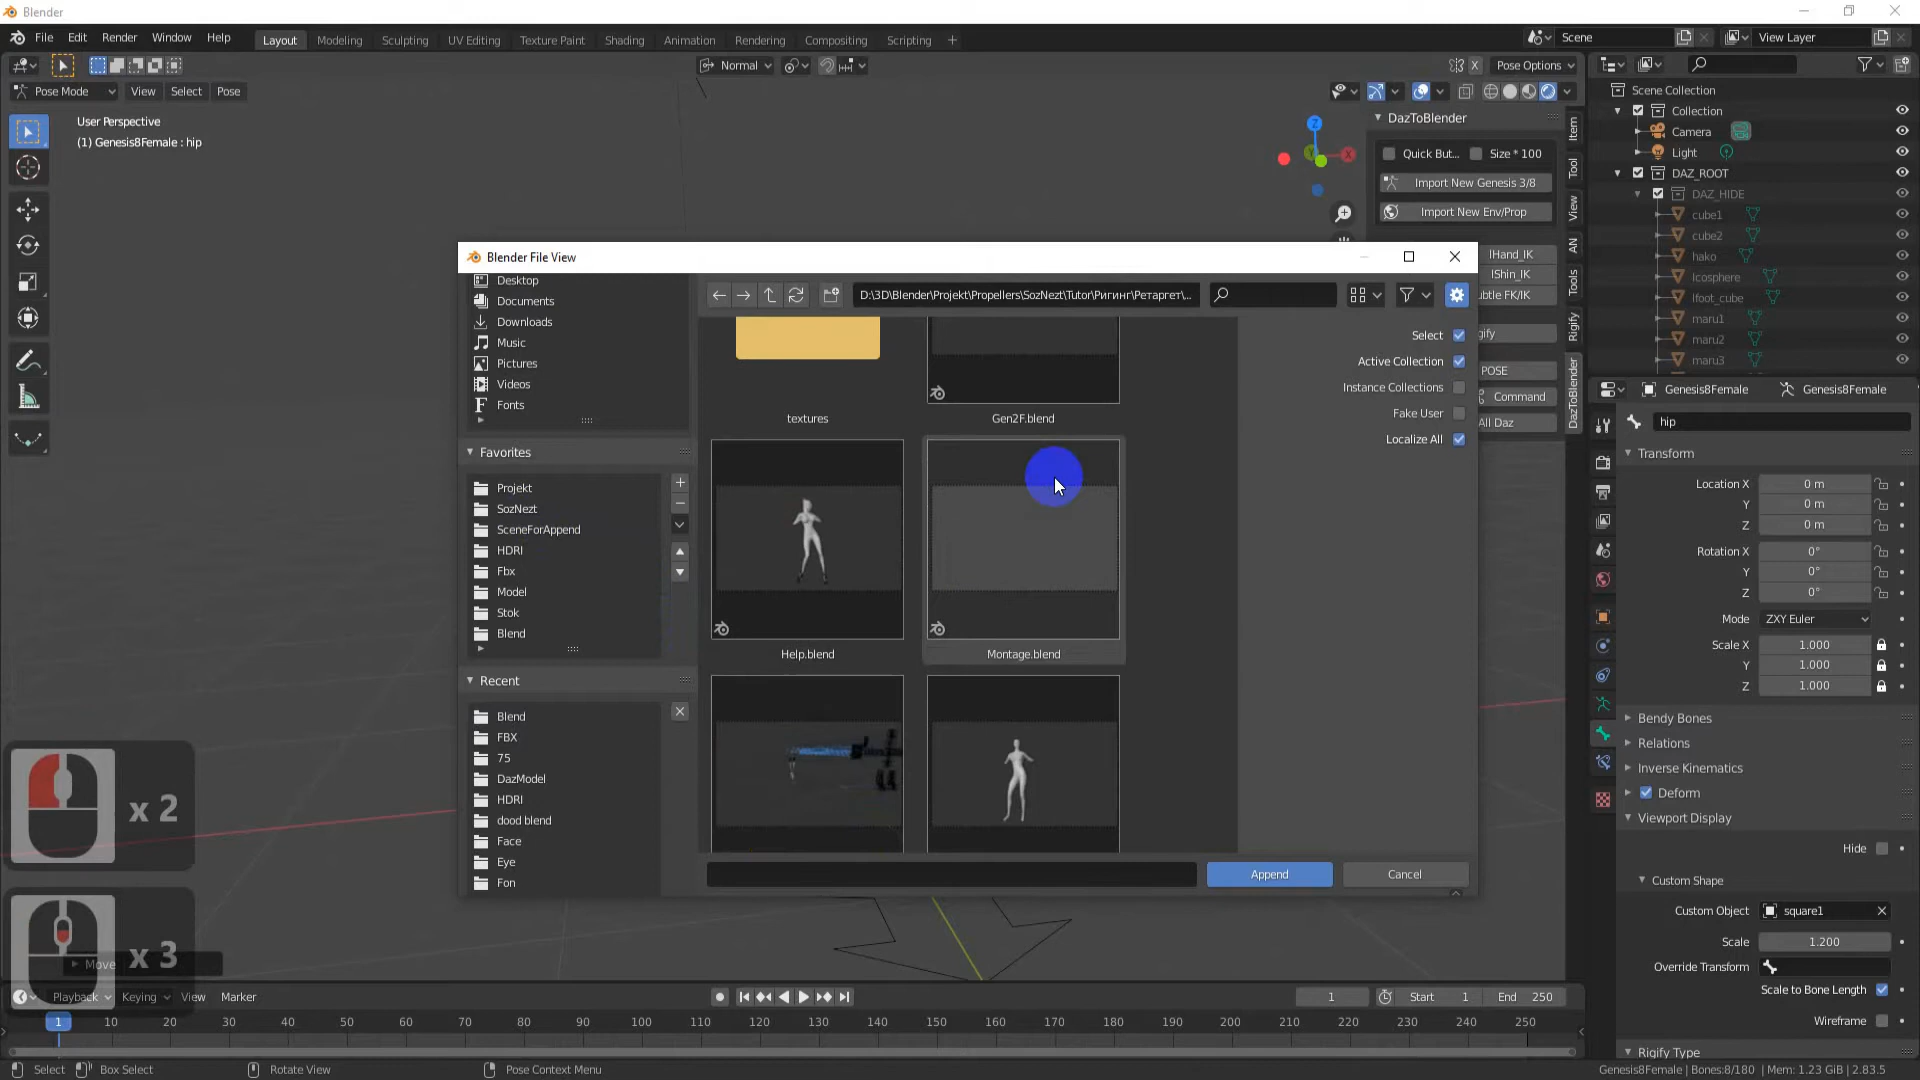 Blender
File Edit Render Window Help Layout Modeling Sculpting UV Editing Texture Paint Shading Animation Rendering Compositing Scripting + Scene View Layer
Normal X Pose Options
Pose Mode View Select Pose
User Perspective
(1) Genesis8Female : hip
DazToBlender
Quick But... Size * 100
Import New Genesis 3/8
Import New Env/Prop
lHand_IK
lShin_IK
ubtle FK/IK
gify
POSE
Command
All Daz
Item
Tool
View
AN
Tools
Rigify
DazToBlender
Z
X
Scene Collection
Collection
Camera
Light
DAZ_ROOT
DAZ_HIDE
cube1
cube2
hako
Icosphere
lfoot_cube
maru1
maru2
maru3
Blender File View
D:\3D\Blender\Projekt\Propellers\SozNezt\Tutor\Ригинг\Ретаргет\...
Desktop
Documents
Downloads
Music
Pictures
Videos
Fonts
Favorites
Projekt
SozNezt
SceneForAppend
HDRI
Fbx
Model
Stok
Blend
Recent
Blend
FBX
75
DazModel
HDRI
dood blend
Face
Eye
Fon
textures
Gen2F.blend
Help.blend
Montage.blend
Select
Active Collection
Instance Collections
Fake User
Localize All
Append
Cancel
Genesis8Female Genesis8Female
hip
Transform
Location X 0 m
Y 0 m
Z 0 m
Rotation X 0°
Y 0°
Z 0°
Mode ZXY Euler
Scale X 1.000
Y 1.000
Z 1.000
Bendy Bones
Relations
Inverse Kinematics
Deform
Viewport Display
Hide
Custom Shape
Custom Object square1
Scale 1.200
Override Transform
Scale to Bone Length
Wireframe
Rigify Type
x 2
x 3
Move
Playback Keying View Marker
1 Start 1 End 250
1 10 20 30 40 50 60 70 80 90 100 110 120 130 140 150 160 170 180 190 200 210 220 230 240 250
Select Box Select Rotate View Pose Context Menu
Genesis8Female | Bones:8/180 | Mem: 1.23 GiB | 2.83.5